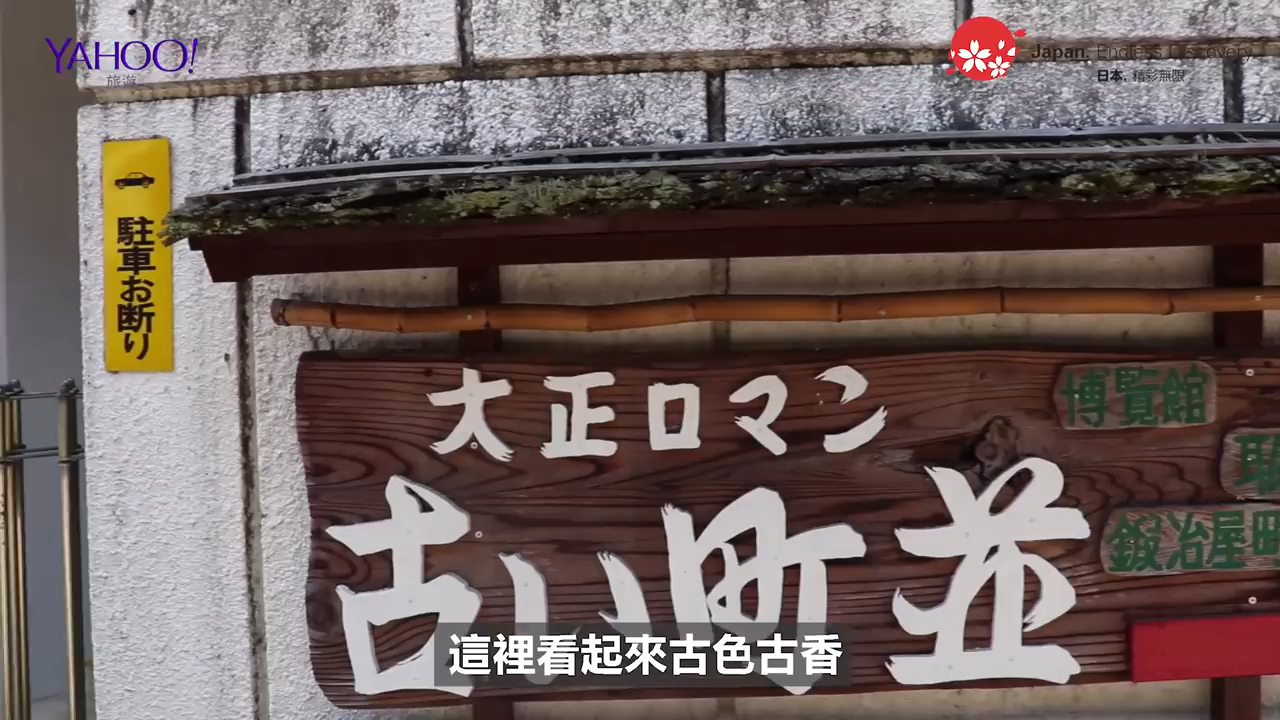 YAHOO!
旅遊
Japan. Endless Discovery
日本. 精彩無限
駐車お断り
大正ロマン
古い町並
博覧館
鍛冶屋町
這裡看起來古色古香